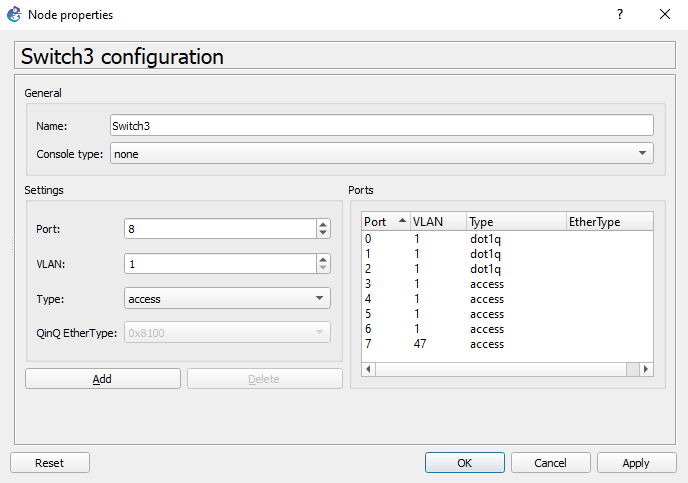 Node properties
Switch3 configuration
General
Name: Switch3
Console type: none
Settings
Port: 8
VLAN: 1
Type: access
QinQ EtherType: 0x8100
Add Delete
Ports
Port VLAN Type EtherType
0 1 dot1q
1 1 dot1q
2 1 dot1q
3 1 access
4 1 access
5 1 access
6 1 access
7 47 access
Reset OK Cancel Apply